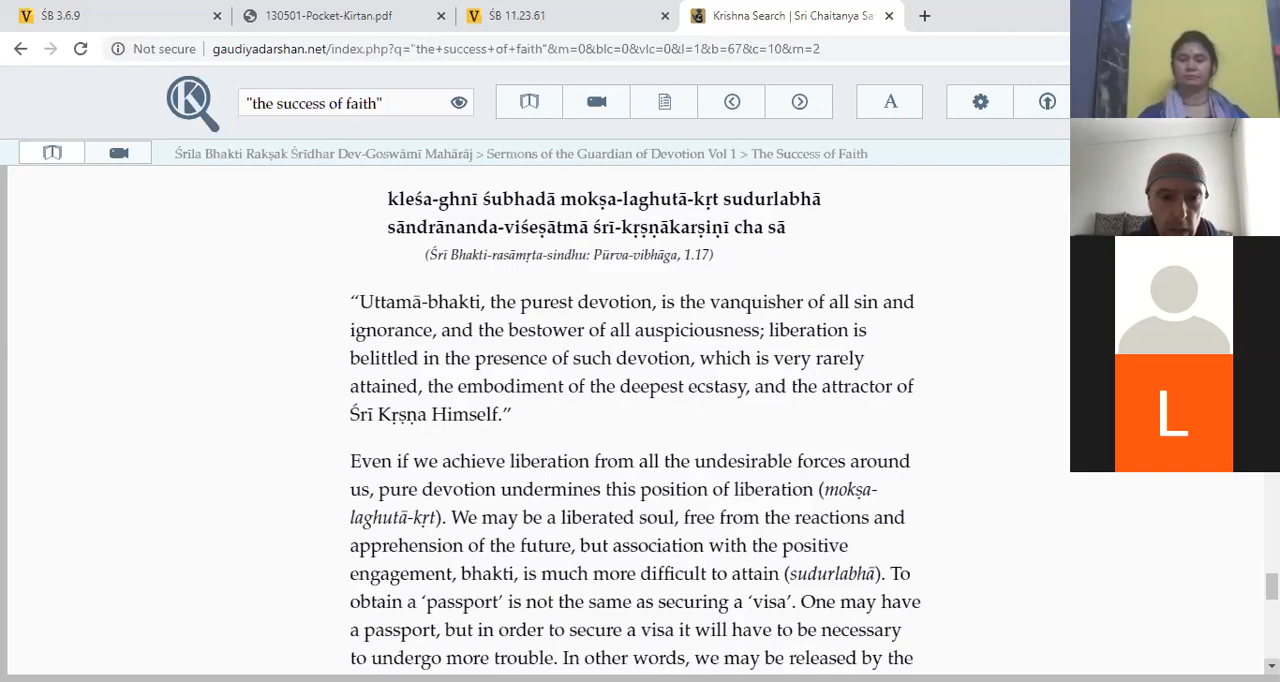 ŚB 3.6.9
130501-Pocket-Kirtan.pdf
ŚB 11.23.61
Krishna Search | Sri Chaitanya Sa
Not secure
gaudiyadarshan.net/index.php?q="the+success+of+faith"&m=0&blc=0&vlc=0&l=1&b=67&c=10&rn=2
K
"the success of faith"
A
Śrīla Bhakti Rakṣak Śrīdhar Dev-Goswāmī Mahārāj > Sermons of the Guardian of Devotion Vol 1 > The Success of Faith
kleśa-ghnī śubhadā mokṣa-laghutā-kṛt sudurlabhā
sāndrānanda-viśeṣātmā śrī-kṛṣṇākarṣiṇī cha sā
(Śrī Bhakti-rasāmṛta-sindhu: Pūrva-vibhāga, 1.17)
“Uttamā-bhakti, the purest devotion, is the vanquisher of all sin and
ignorance, and the bestower of all auspiciousness; liberation is
belittled in the presence of such devotion, which is very rarely
attained, the embodiment of the deepest ecstasy, and the attractor of
Śrī Kṛṣṇa Himself.”
Even if we achieve liberation from all the undesirable forces around
us, pure devotion undermines this position of liberation (mokṣa-
laghutā-kṛt). We may be a liberated soul, free from the reactions and
apprehension of the future, but association with the positive
engagement, bhakti, is much more difficult to attain (sudurlabhā). To
obtain a ‘passport’ is not the same as securing a ‘visa’. One may have
a passport, but in order to secure a visa it will have to be necessary
to undergo more trouble. In other words, we may be released by the
L